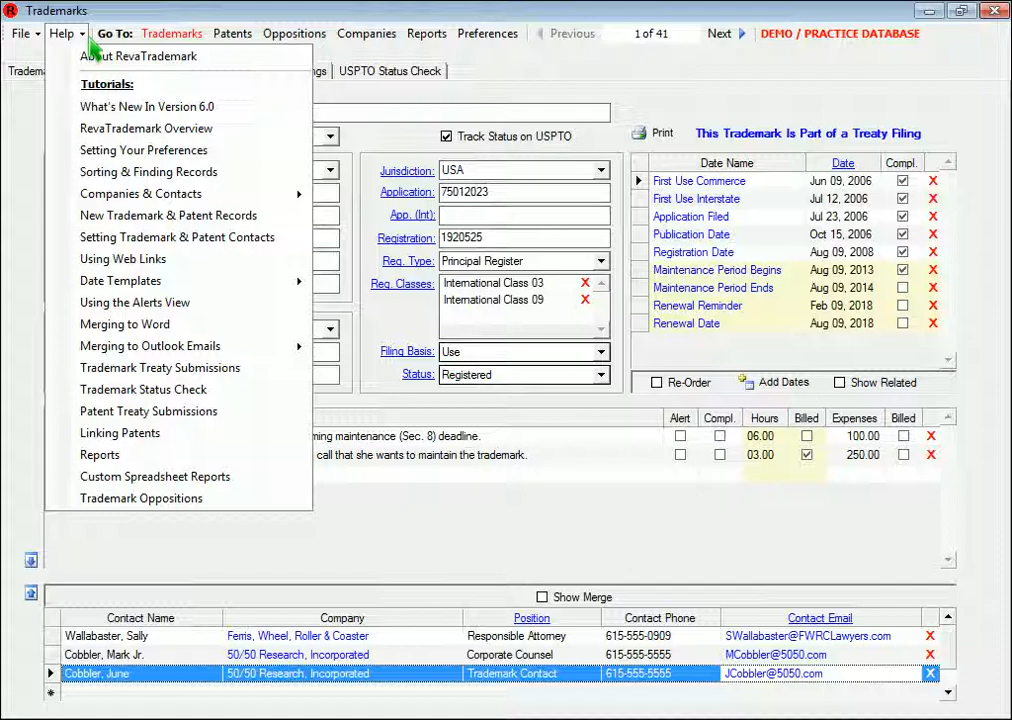 R Trademarks
File Help Go To: Trademarks Patents Oppositions Companies Reports Preferences Previous 1 of 41 Next DEMO / PRACTICE DATABASE
About RevaTrademark
Tradema ngs USPTO Status Check
Tutorials:
What's New In Version 6.0
RevaTrademark Overview
Setting Your Preferences
Sorting & Finding Records
Companies & Contacts
New Trademark & Patent Records
Setting Trademark & Patent Contacts
Using Web Links
Date Templates
Using the Alerts View
Merging to Word
Merging to Outlook Emails
Trademark Treaty Submissions
Trademark Status Check
Patent Treaty Submissions
Linking Patents
Reports
Custom Spreadsheet Reports
Trademark Oppositions
Track Status on USPTO
Jurisdiction: USA
Application: 75012023
App. (Int):
Registration: 1920525
Reg. Type: Principal Register
Reg. Classes: International Class 03 X
International Class 09 X
Filing Basis: Use
Status: Registered
Print This Trademark Is Part of a Treaty Filing
Date Name Date Compl.
First Use Commerce Jun 09, 2006 X
First Use Interstate Jul 12, 2006 X
Application Filed Jul 23, 2006 X
Publication Date Oct 15, 2006 X
Registration Date Aug 09, 2008 X
Maintenance Period Begins Aug 09, 2013 X
Maintenance Period Ends Aug 09, 2014 X
Renewal Reminder Feb 09, 2018 X
Renewal Date Aug 09, 2018 X
Re-Order Add Dates Show Related
Alert Compl. Hours Billed Expenses Billed
ming maintenance (Sec. 8) deadline. 06.00 100.00 X
call that she wants to maintain the trademark. 03.00 250.00 X
Show Merge
Contact Name Company Position Contact Phone Contact Email
Wallabaster, Sally Ferris, Wheel, Roller & Coaster Responsible Attorney 615-555-0909 SWallabaster@FWRCLawyers.com X
Cobbler, Mark Jr. 50/50 Research, Incorporated Corporate Counsel 615-555-5555 MCobbler@5050.com X
Cobbler, June 50/50 Research, Incorporated Trademark Contact 615-555-5555 JCobbler@5050.com X